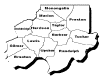 Monongalia
Marion
Preston
Taylor
Harrison
Doddridge
Barbour
Tucker
Lewis
Gilmer
Upshur
Randolph
Braxton